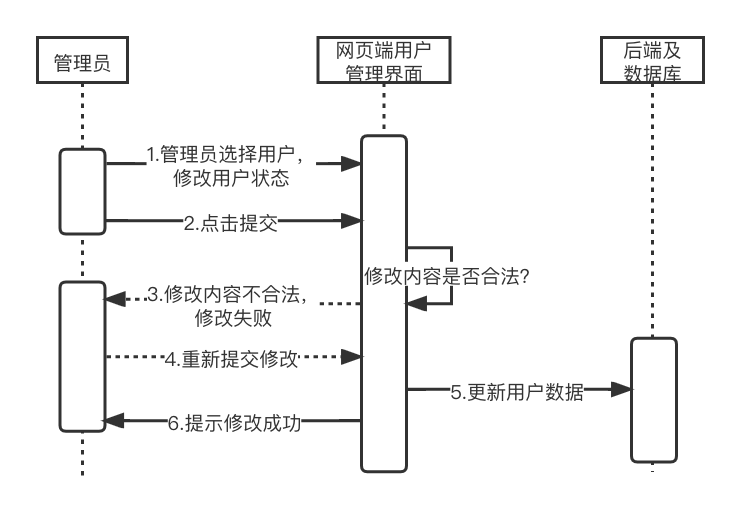 管理员
网页端用户
管理界面
后端及
数据库
1.管理员选择用户，
修改用户状态
2.点击提交
修改内容是否合法?
3.修改内容不合法，
修改失败
4.重新提交修改
5.更新用户数据
6.提示修改成功